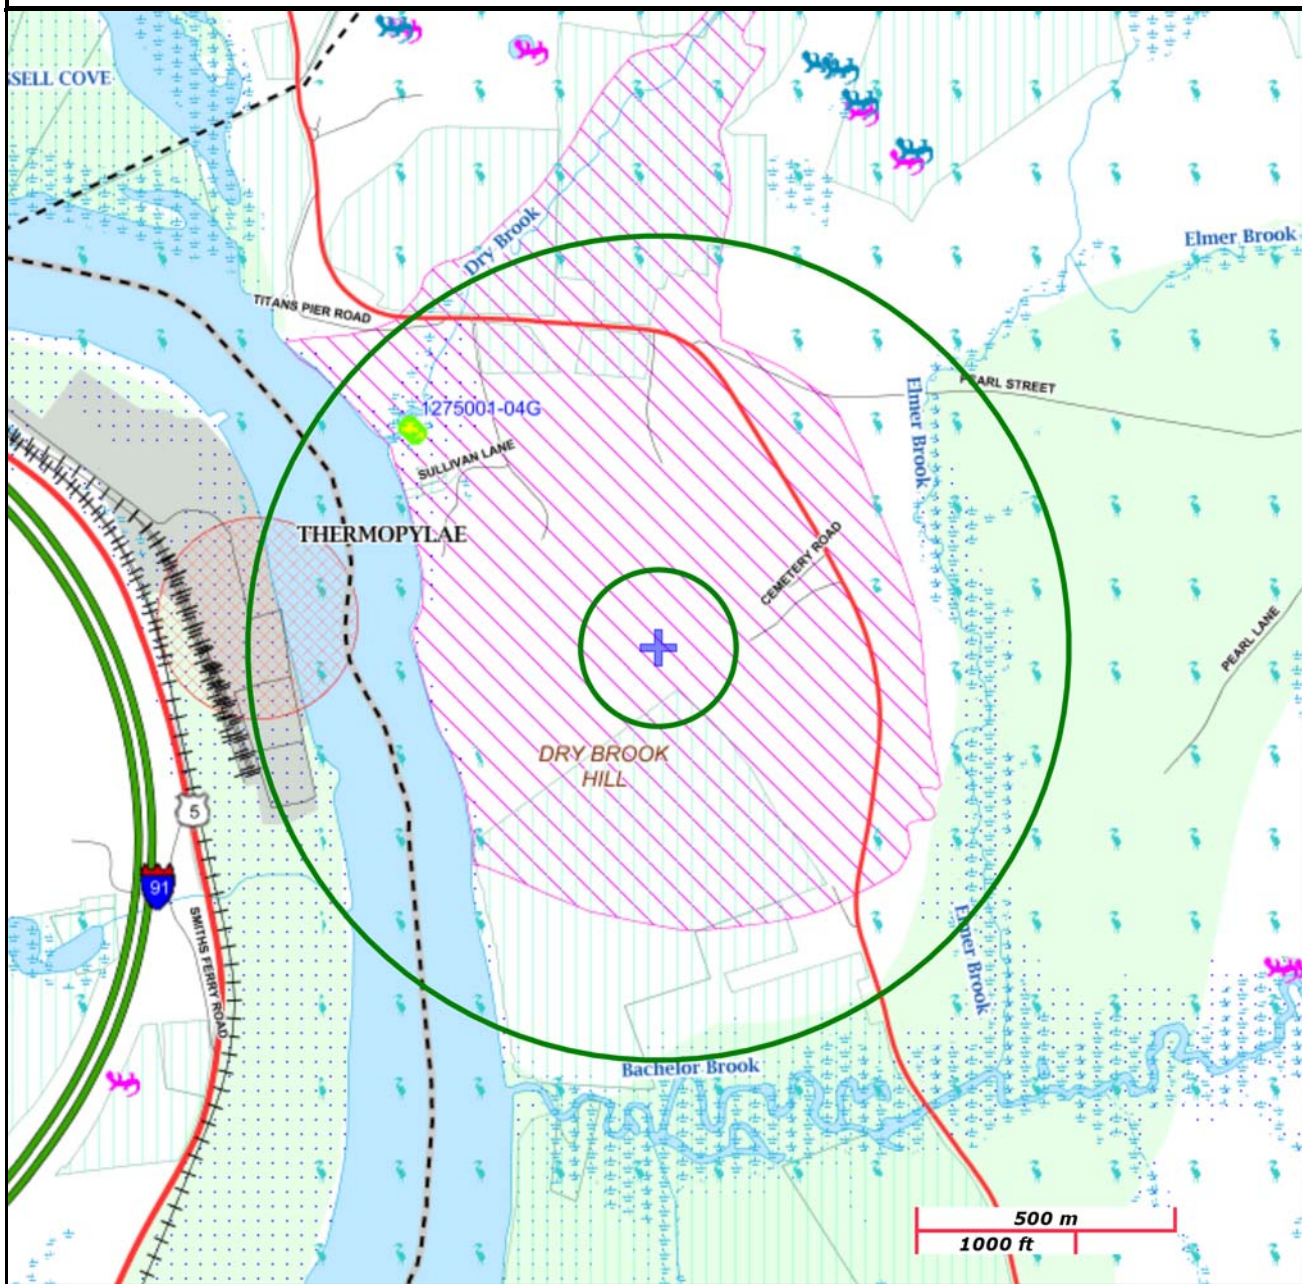 SSELL COVE
Dry Brook
Elmer Brook
TITANS PIER ROAD
PEARL STREET
Elmer Brook
1275001-04G
SULLIVAN LANE
THERMOPYLAE
CEMETERY ROAD
PEARL LANE
DRY BROOK
HILL
5
91
SMITHS FERRY ROAD
Elmer Brook
Bachelor Brook
500 m
1000 ft